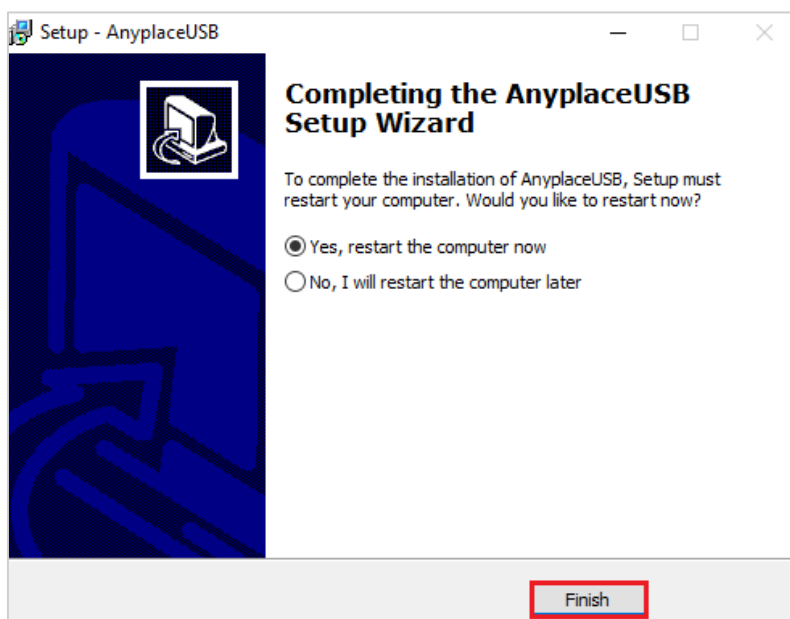 Setup - AnyplaceUSB
Completing the AnyplaceUSB
Setup Wizard
To complete the installation of AnyplaceUSB, Setup must
restart your computer. Would you like to restart now?
Yes, restart the computer now
No, I will restart the computer later
Finish